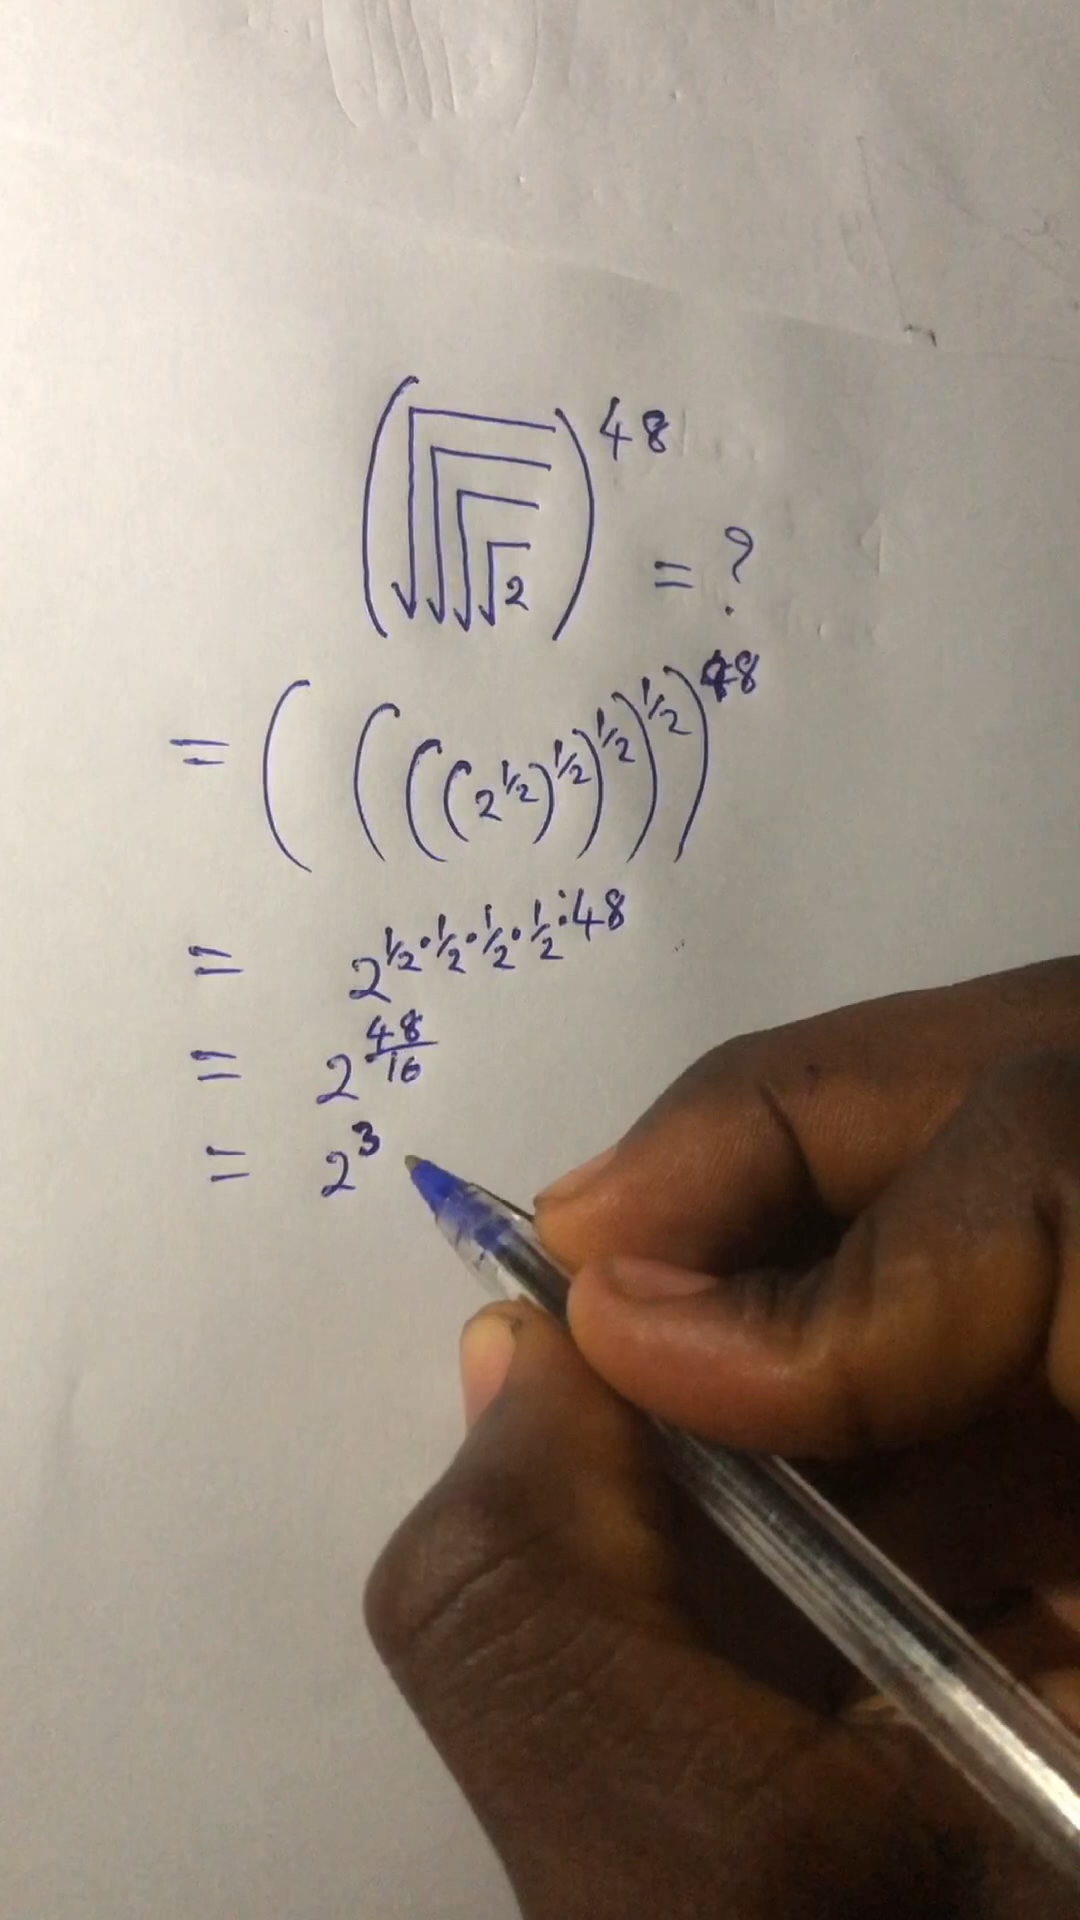 (√√√√2)^48 = ?
= ((((2^1/2)^1/2)^1/2)^1/2)^48
= 2^1/2·1/2·1/2·1/2·48
= 2^48/16
= 2^3